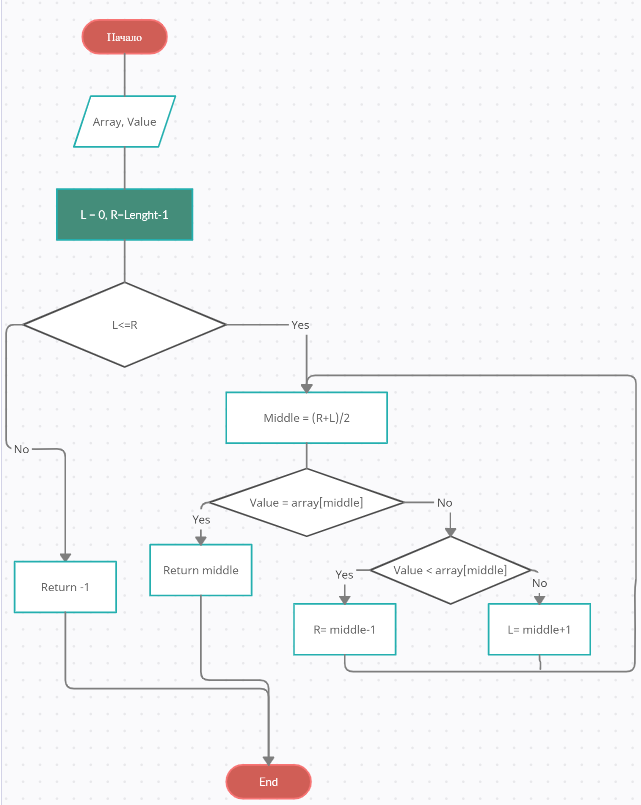 Начало
Array, Value
L = 0, R=Lenght-1
L<=R
Yes
Middle = (R+L)/2
No
Value = array[middle]
No
Yes
Return middle
Value < array[middle]
Yes
No
Return -1
R= middle-1
L= middle+1
End